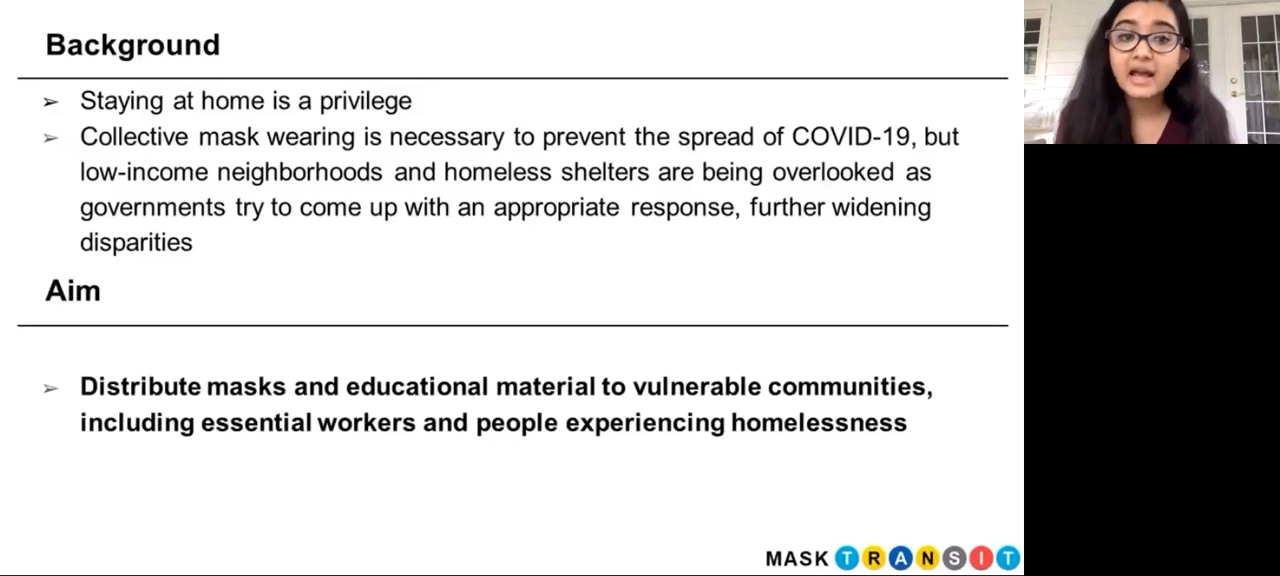 Background
➢ Staying at home is a privilege
➢ Collective mask wearing is necessary to prevent the spread of COVID-19, but
low-income neighborhoods and homeless shelters are being overlooked as
governments try to come up with an appropriate response, further widening
disparities
Aim
➢ Distribute masks and educational material to vulnerable communities,
including essential workers and people experiencing homelessness
MASK TRANSIT